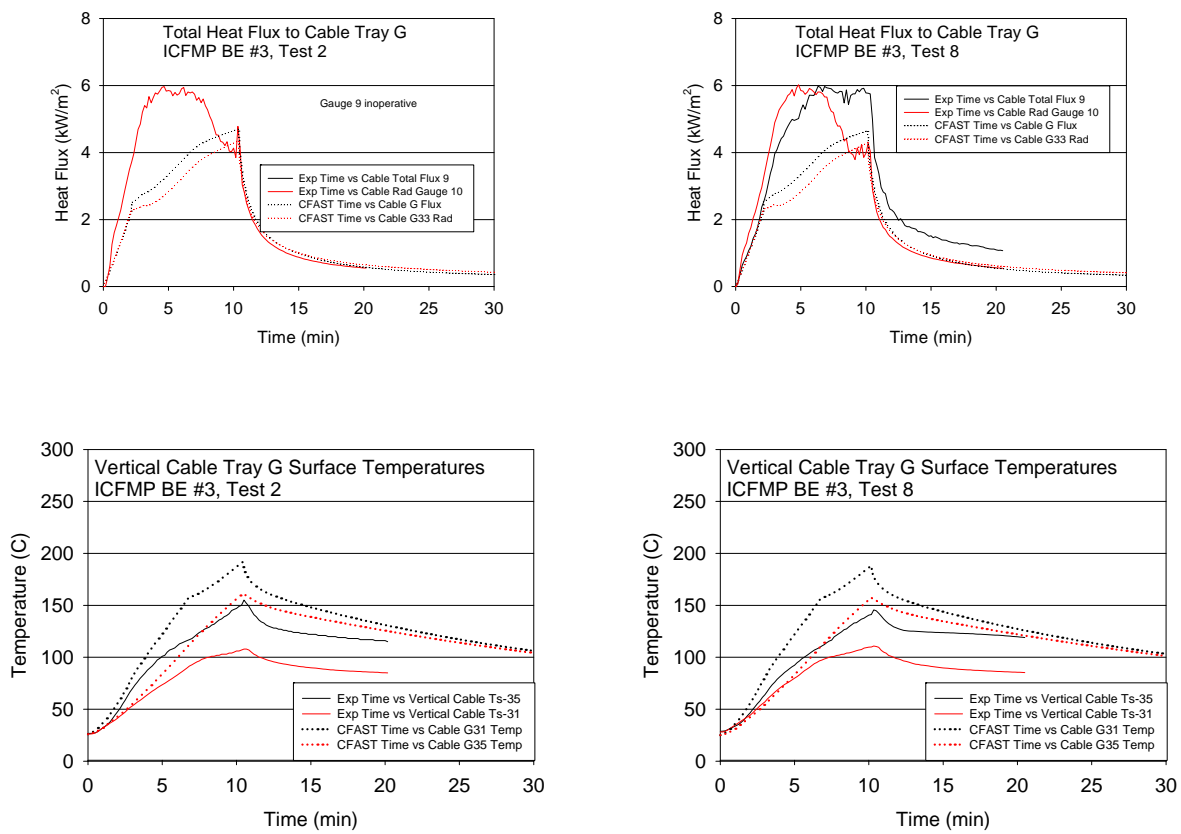 Total Heat Flux to Cable Tray G
ICFMP BE #3, Test 2
Gauge 9 inoperative
Exp Time vs Cable Total Flux 9
Exp Time vs Cable Rad Gauge 10
CFAST Time vs Cable G Flux
CFAST Time vs Cable G33 Rad
Heat Flux (kW/m²)
8
6
4
2
0
0 5 10 15 20 25 30
Time (min)
Total Heat Flux to Cable Tray G
ICFMP BE #3, Test 8
Exp Time vs Cable Total Flux 9
Exp Time vs Cable Rad Gauge 10
CFAST Time vs Cable G Flux
CFAST Time vs Cable G33 Rad
Heat Flux (kW/m²)
8
6
4
2
0
0 5 10 15 20 25 30
Time (min)
Vertical Cable Tray G Surface Temperatures
ICFMP BE #3, Test 2
Exp Time vs Vertical Cable Ts-35
Exp Time vs Vertical Cable Ts-31
CFAST Time vs Cable G31 Temp
CFAST Time vs Cable G35 Temp
Temperature (C)
300
250
200
150
100
50
0
0 5 10 15 20 25 30
Time (min)
Vertical Cable Tray G Surface Temperatures
ICFMP BE #3, Test 8
Exp Time vs Vertical Cable Ts-35
Exp Time vs Vertical Cable Ts-31
CFAST Time vs Cable G31 Temp
CFAST Time vs Cable G35 Temp
Temperature (C)
300
250
200
150
100
50
0
0 5 10 15 20 25 30
Time (min)